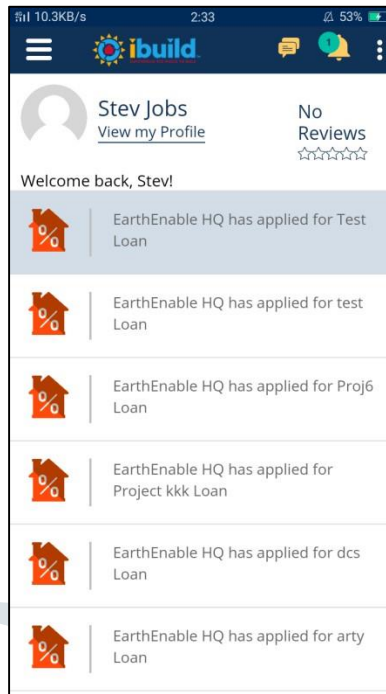 10.3KB/s 2:33 53%
ibuild
1
Stev Jobs
View my Profile
No
Reviews
Welcome back, Stev!
EarthEnable HQ has applied for Test
Loan
EarthEnable HQ has applied for test
Loan
EarthEnable HQ has applied for Proj6
Loan
EarthEnable HQ has applied for
Project kkk Loan
EarthEnable HQ has applied for dcs
Loan
EarthEnable HQ has applied for arty
Loan